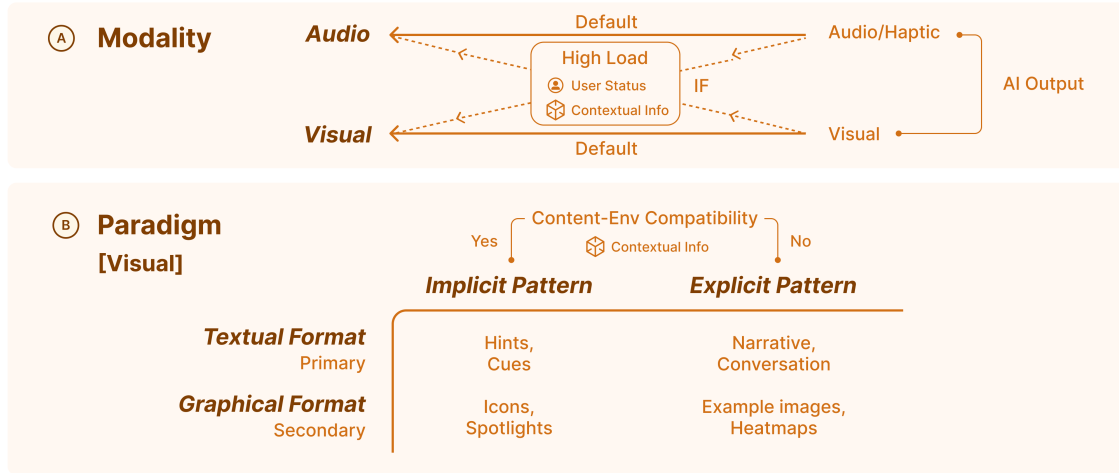 A Modality
Audio
Default
Audio/Haptic
High Load
User Status
Contextual Info
IF
AI Output
Visual
Default
Visual
B Paradigm
[Visual]
Content-Env Compatibility
Yes
Contextual Info
No
Implicit Pattern
Explicit Pattern
Textual Format
Primary
Hints,
Cues
Narrative,
Conversation
Graphical Format
Secondary
Icons,
Spotlights
Example images,
Heatmaps